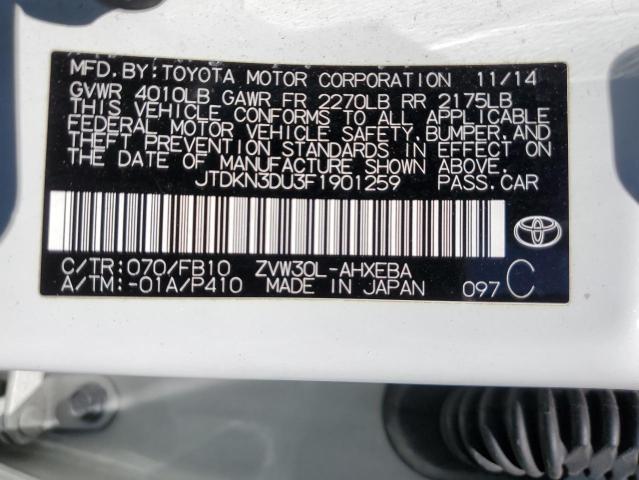 MFD. BY: TOYOTA MOTOR CORPORATION 11/14
GVWR 4010LB GAWR FR 2270LB RR 2175LB
THIS VEHICLE CONFORMS TO ALL APPLICABLE
FEDERAL MOTOR VEHICLE SAFETY, BUMPER, AND
THEFT PREVENTION STANDARDS IN EFFECT ON
THE DATE OF MANUFACTURE SHOWN ABOVE.
JTDKN3DU3F1901259 PASS. CAR
C/TR: 070/FB10 ZVW30L-AHXEBA
A/TM: -01A/P410 MADE IN JAPAN 097 C